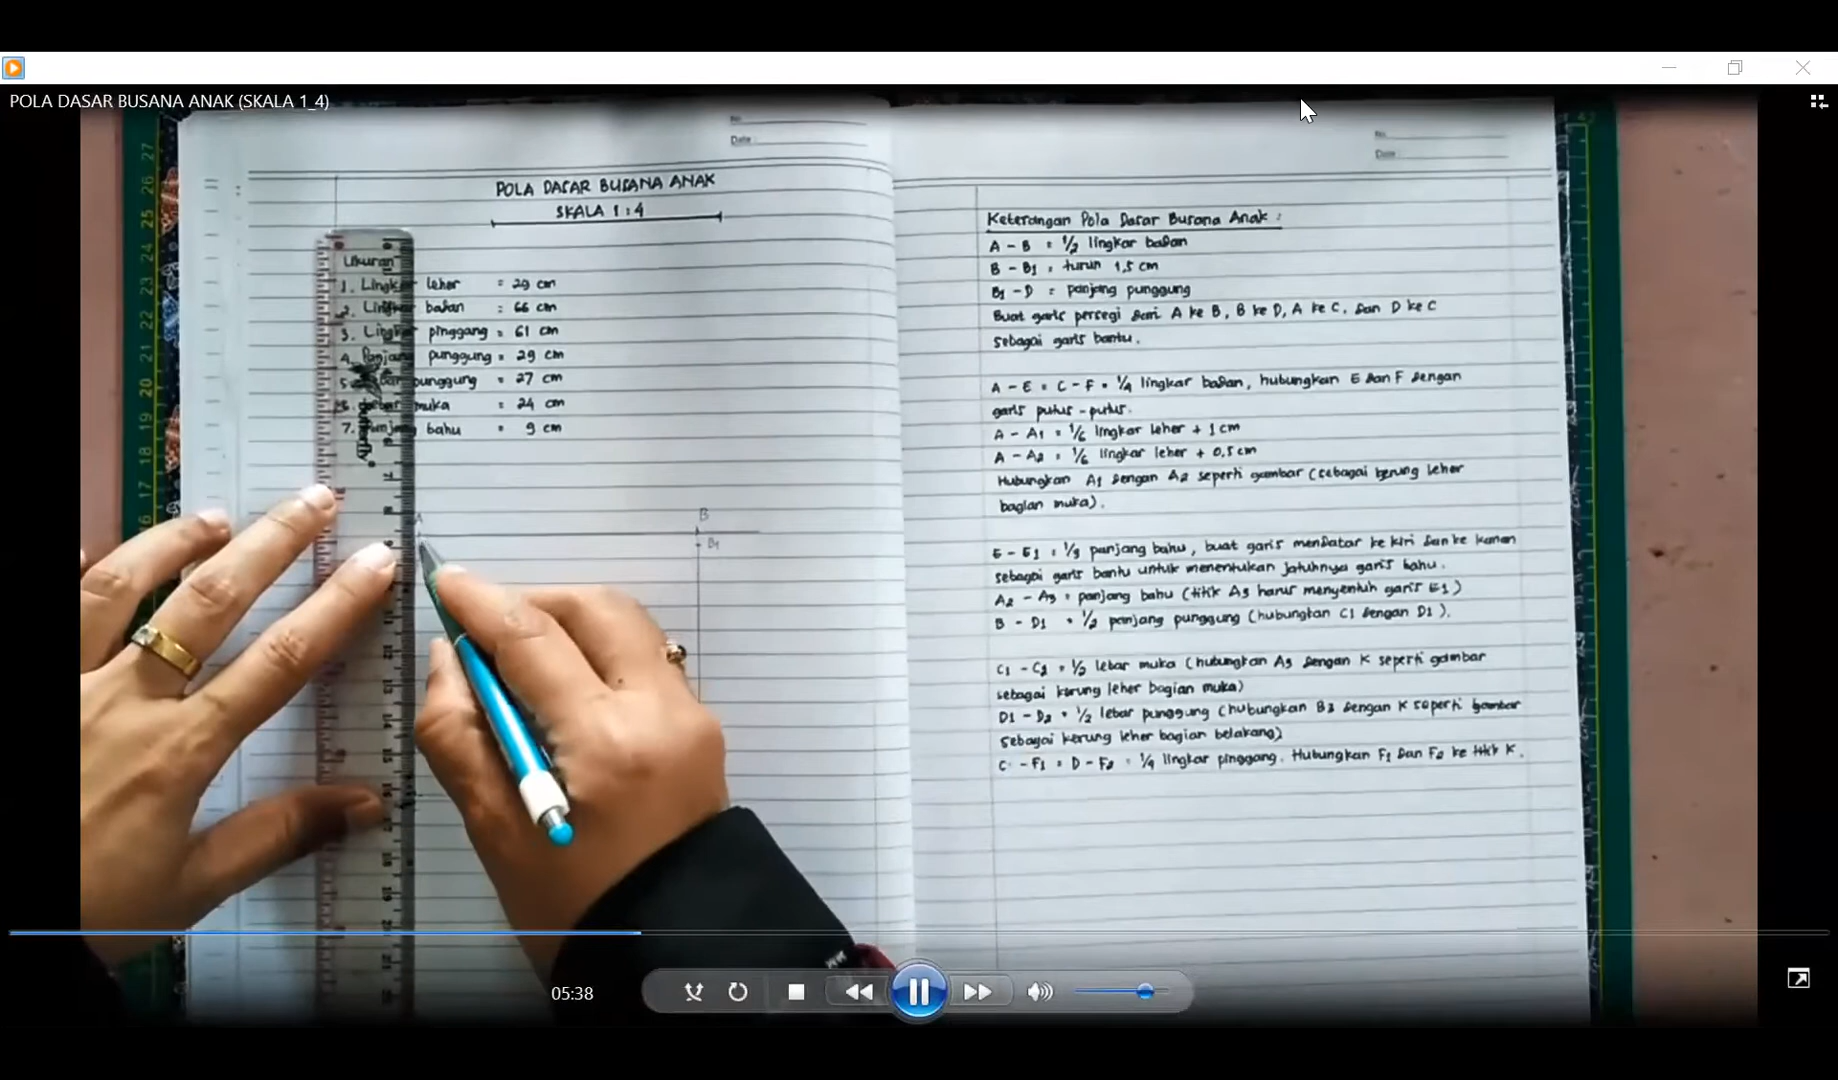 POLA DASAR BUSANA ANAK (SKALA 1_4)
No
Date :
POLA DASAR BUSANA ANAK
SKALA 1 : 4
Ukuran
1. Lingkar leher = 29 cm
2. Lingkar badan = 66 cm
3. Lingkar pinggang = 61 cm
4. Panjang punggung = 29 cm
5. Lebar punggung = 27 cm
6. Lebar muka = 24 cm
7. Panjang bahu = 9 cm
Butterfly
A
B
B1
No
Date :
Keterangan Pola Dasar Busana Anak :
A - B = 1/2 lingkar badan
B - B1 = turun 1,5 cm
B1 - D = panjang punggung
Buat garis persegi dari A ke B, B ke D, A ke C, dan D ke C
sebagai garis bantu.
A - E = C - F = 1/4 lingkar badan, hubungkan E dan F dengan
garis putus - putus.
A - A1 = 1/6 lingkar leher + 1 cm
A - A2 = 1/6 lingkar leher + 0,5 cm
Hubungkan A1 dengan A2 seperti gambar (sebagai kerung leher
bagian muka).
E - E1 = 1/3 panjang bahu, buat garis mendatar ke kiri dan ke kanan
sebagai garis bantu untuk menentukan jatuhnya garis bahu.
A2 - A3 = panjang bahu (titik A3 harus menyentuh garis E1)
B - D1 = 1/2 panjang punggung (hubungkan C1 dengan D1).
C1 - C2 = 1/2 lebar muka (hubungkan A3 dengan K seperti gambar
sebagai kerung leher bagian muka)
D1 - D2 = 1/2 lebar punggung (hubungkan B3 dengan K seperti gambar
sebagai kerung leher bagian belakang)
C - F1 = D - F2 = 1/4 lingkar pinggang. Hubungkan F1 dan F2 ke titik K.
05:38